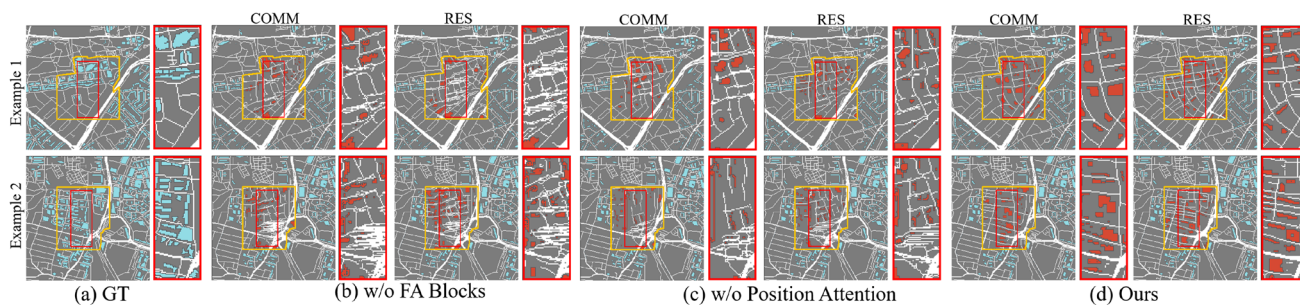 COMM RES COMM RES COMM RES
Example 1
Example 2
(a) GT (b) w/o FA Blocks (c) w/o Position Attention (d) Ours